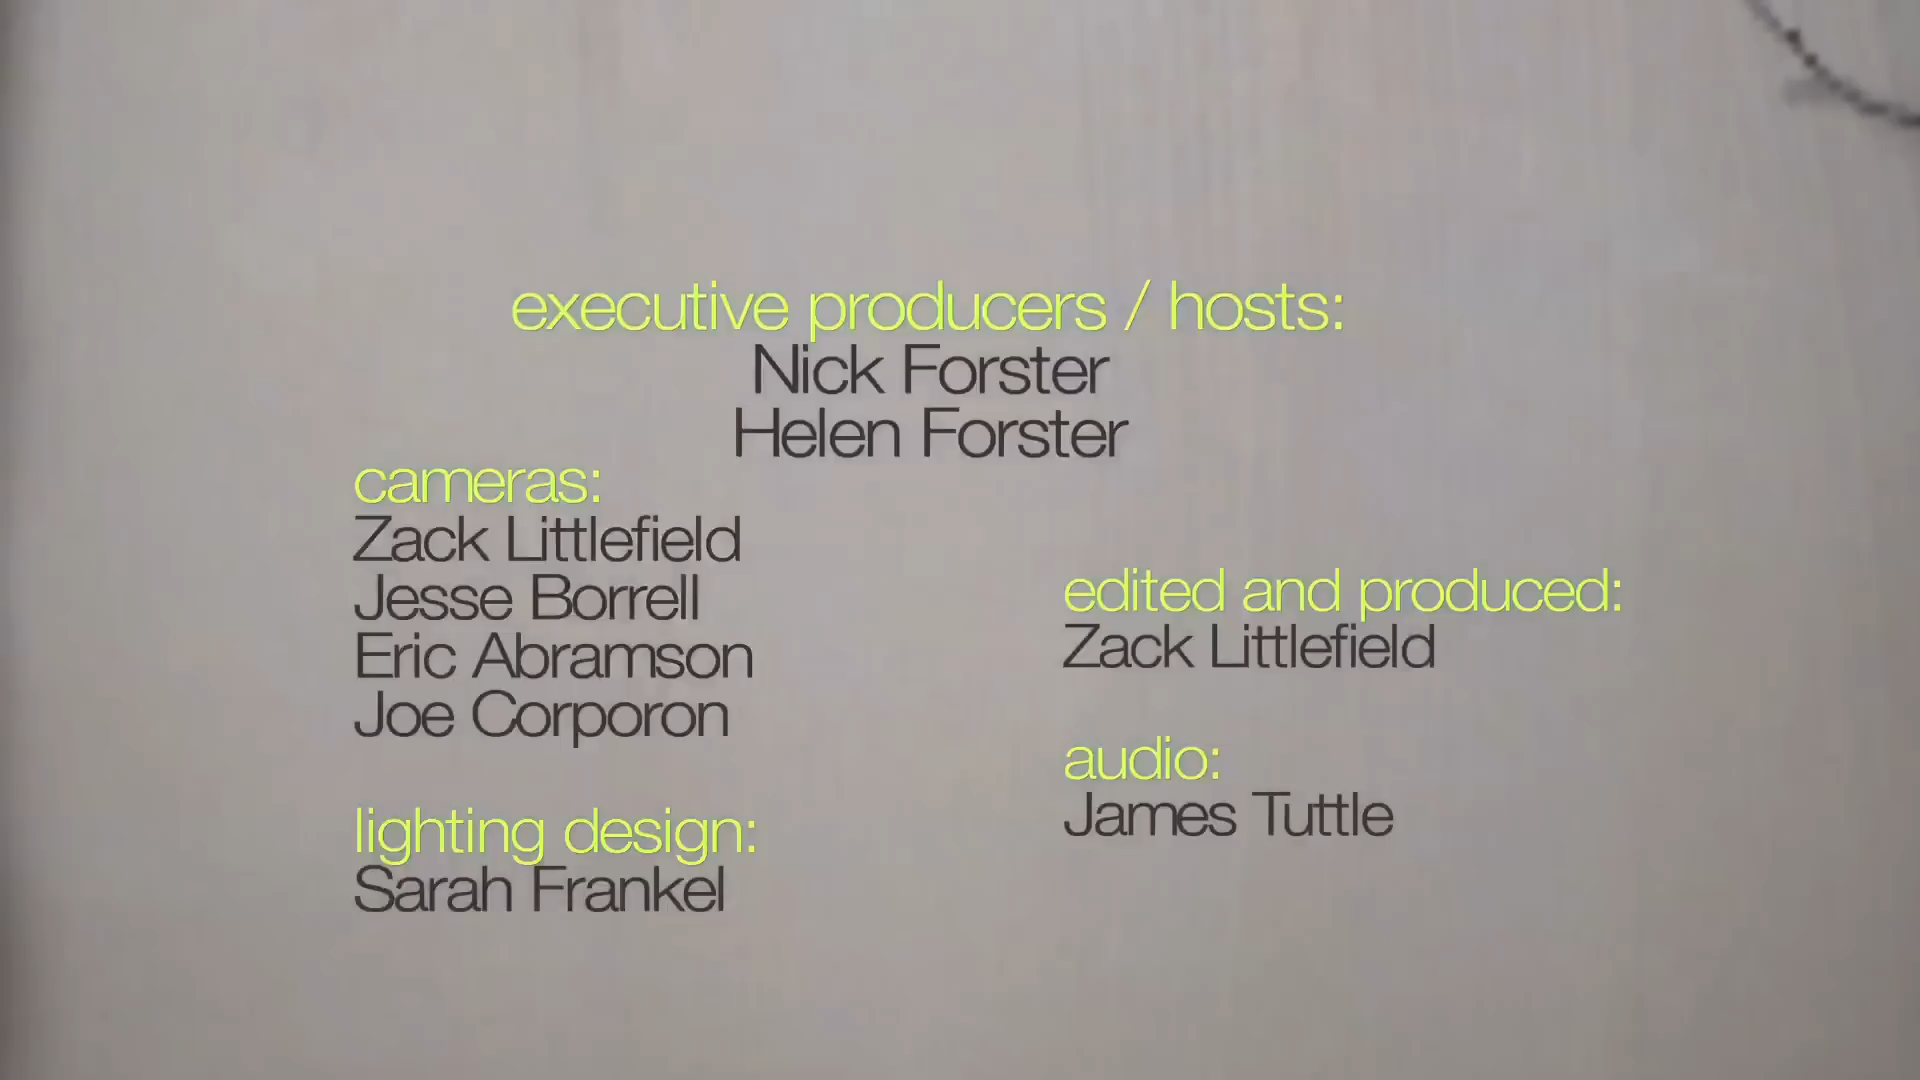 executive producers / hosts:
Nick Forster
Helen Forster
cameras:
Zack Littlefield
Jesse Borrell
Eric Abramson
Joe Corporon
lighting design:
Sarah Frankel
edited and produced:
Zack Littlefield
audio:
James Tuttle